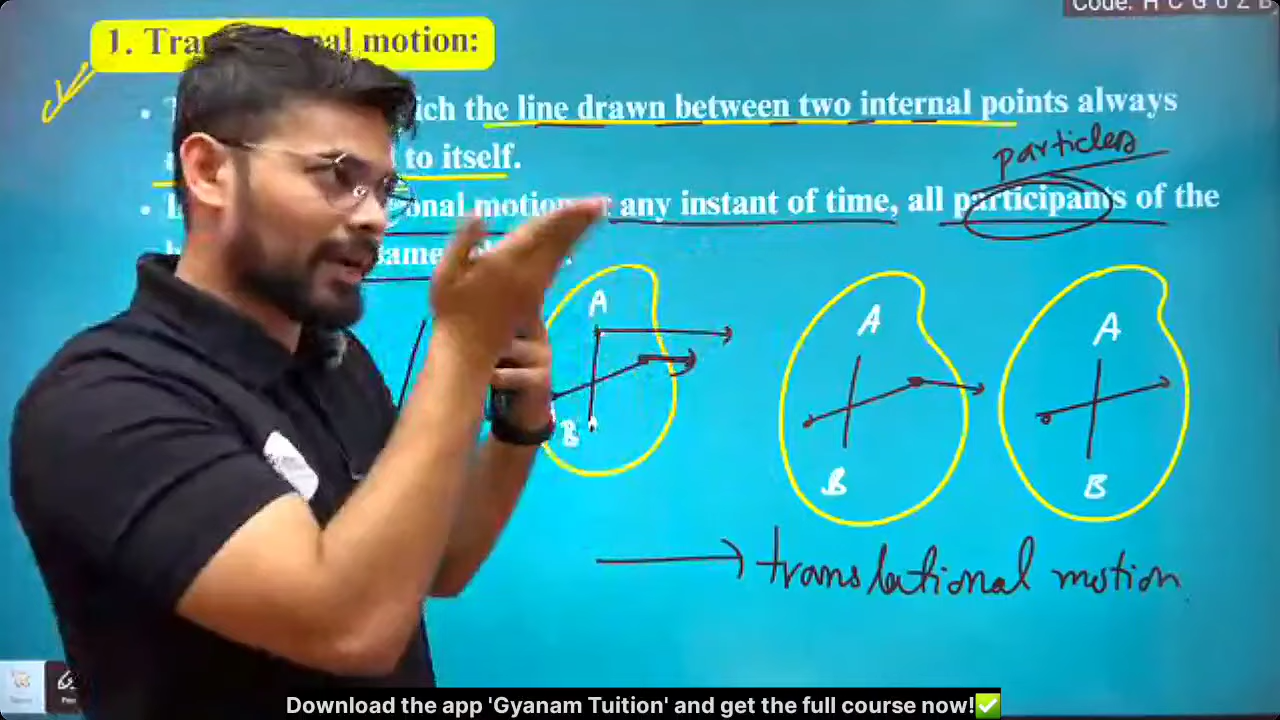 Code: H C G U Z B
1. Tra nal motion:
ich the line drawn between two internal points always
to itself.
particles
onal motion any instant of time, all participants of the
same
A
B
A
B
A
B
translational motion
Download the app 'Gyanam Tuition' and get the full course now!✅